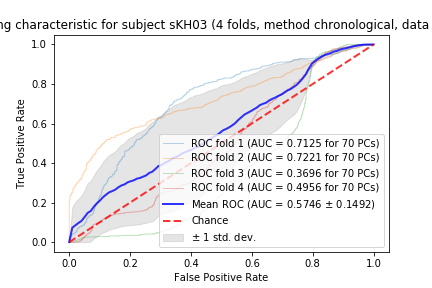 ng characteristic for subject sKH03 (4 folds, method chronological, data
1.0
0.8
0.6
0.4
0.2
0.0
True Positive Rate
ROC fold 1 (AUC = 0.7125 for 70 PCs)
ROC fold 2 (AUC = 0.7221 for 70 PCs)
ROC fold 3 (AUC = 0.3696 for 70 PCs)
ROC fold 4 (AUC = 0.4956 for 70 PCs)
Mean ROC (AUC = 0.5746 ± 0.1492)
Chance
± 1 std. dev.
0.0 0.2 0.4 0.6 0.8 1.0
False Positive Rate